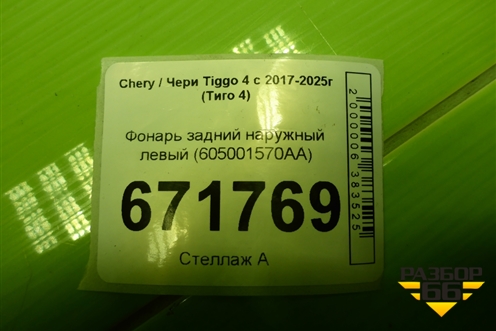 Chery / Чери Tiggo 4 с 2017-2025г
(Тиго 4)
Фонарь задний наружный
левый (605001570AA)
671769
Стеллаж А
2000006383525
РАЗБОР
66